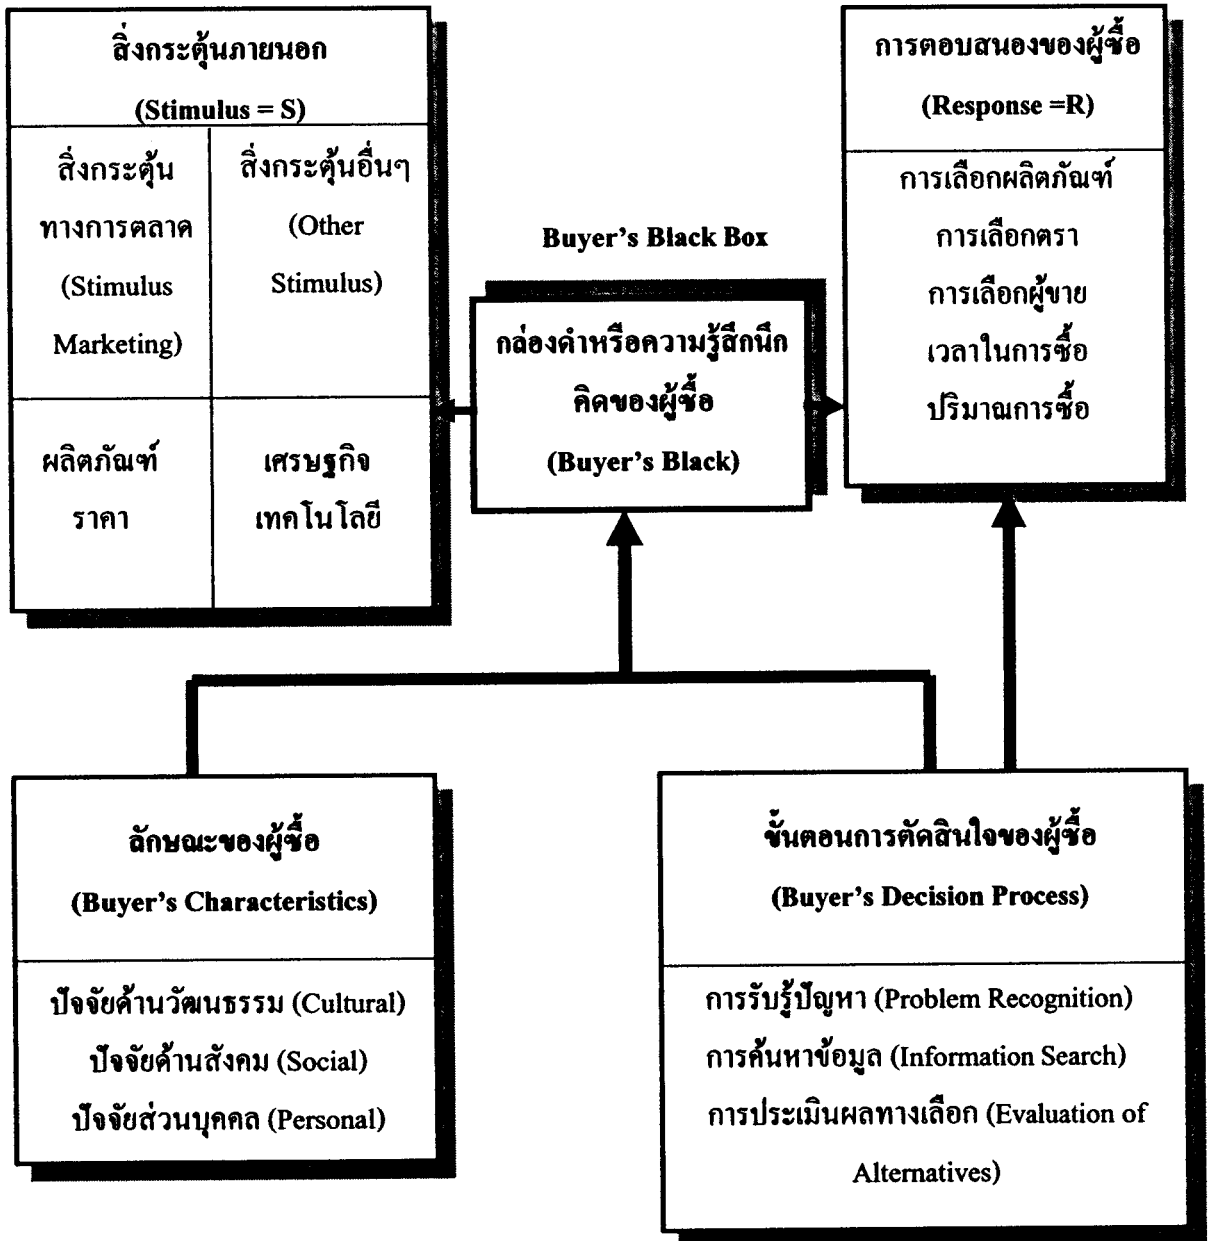 สิ่งกระตุ้นภายนอก
(Stimulus = S)
สิ่งกระตุ้น
ทางการตลาด
(Stimulus
Marketing)
สิ่งกระตุ้นอื่นๆ
(Other
Stimulus)
ผลิตภัณฑ์
ราคา
เศรษฐกิจ
เทคโนโลยี
Buyer's Black Box
กล่องดำหรือความรู้สึกนึก
คิดของผู้ซื้อ
(Buyer's Black)
การตอบสนองของผู้ซื้อ
(Response =R)
การเลือกผลิตภัณฑ์
การเลือกตรา
การเลือกผู้ขาย
เวลาในการซื้อ
ปริมาณการซื้อ
ลักษณะของผู้ซื้อ
(Buyer's Characteristics)
ปัจจัยด้านวัฒนธรรม (Cultural)
ปัจจัยด้านสังคม (Social)
ปัจจัยส่วนบุคคล (Personal)
ขั้นตอนการตัดสินใจของผู้ซื้อ
(Buyer's Decision Process)
การรับรู้ปัญหา (Problem Recognition)
การค้นหาข้อมูล (Information Search)
การประเมินผลทางเลือก (Evaluation of
Alternatives)